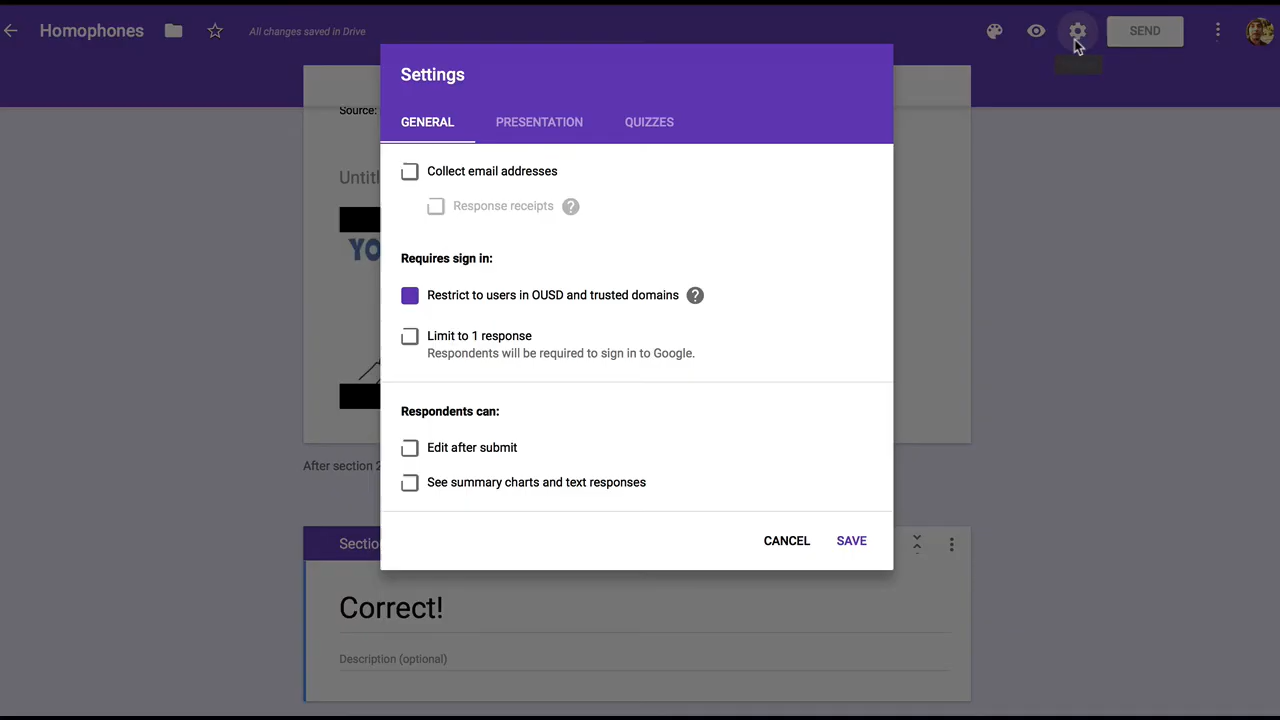 Homophones
All changes saved in Drive
SEND
Settings
GENERAL
PRESENTATION
QUIZZES
Source:
Collect email addresses
Response receipts
Requires sign in:
Restrict to users in OUSD and trusted domains
Limit to 1 response
Respondents will be required to sign in to Google.
YO
Respondents can:
Edit after submit
See summary charts and text responses
After section 2
CANCEL
SAVE
Sectio
Correct!
Description (optional)